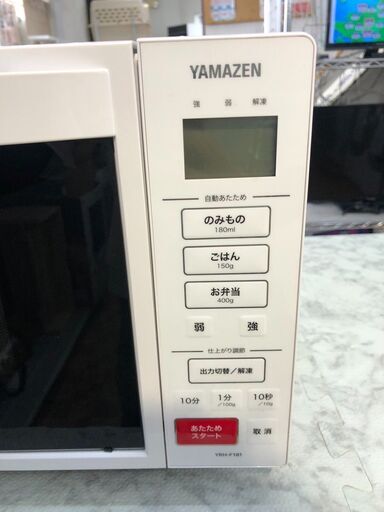 YAMAZEN
強 弱 解凍
自動あたため
のみもの
180ml
ごはん
150g
お弁当
400g
弱 強
仕上がり調節
出力切替／解凍
10分 1分 10秒
/100g /10g
あたため
スタート
取消
YRH-F181